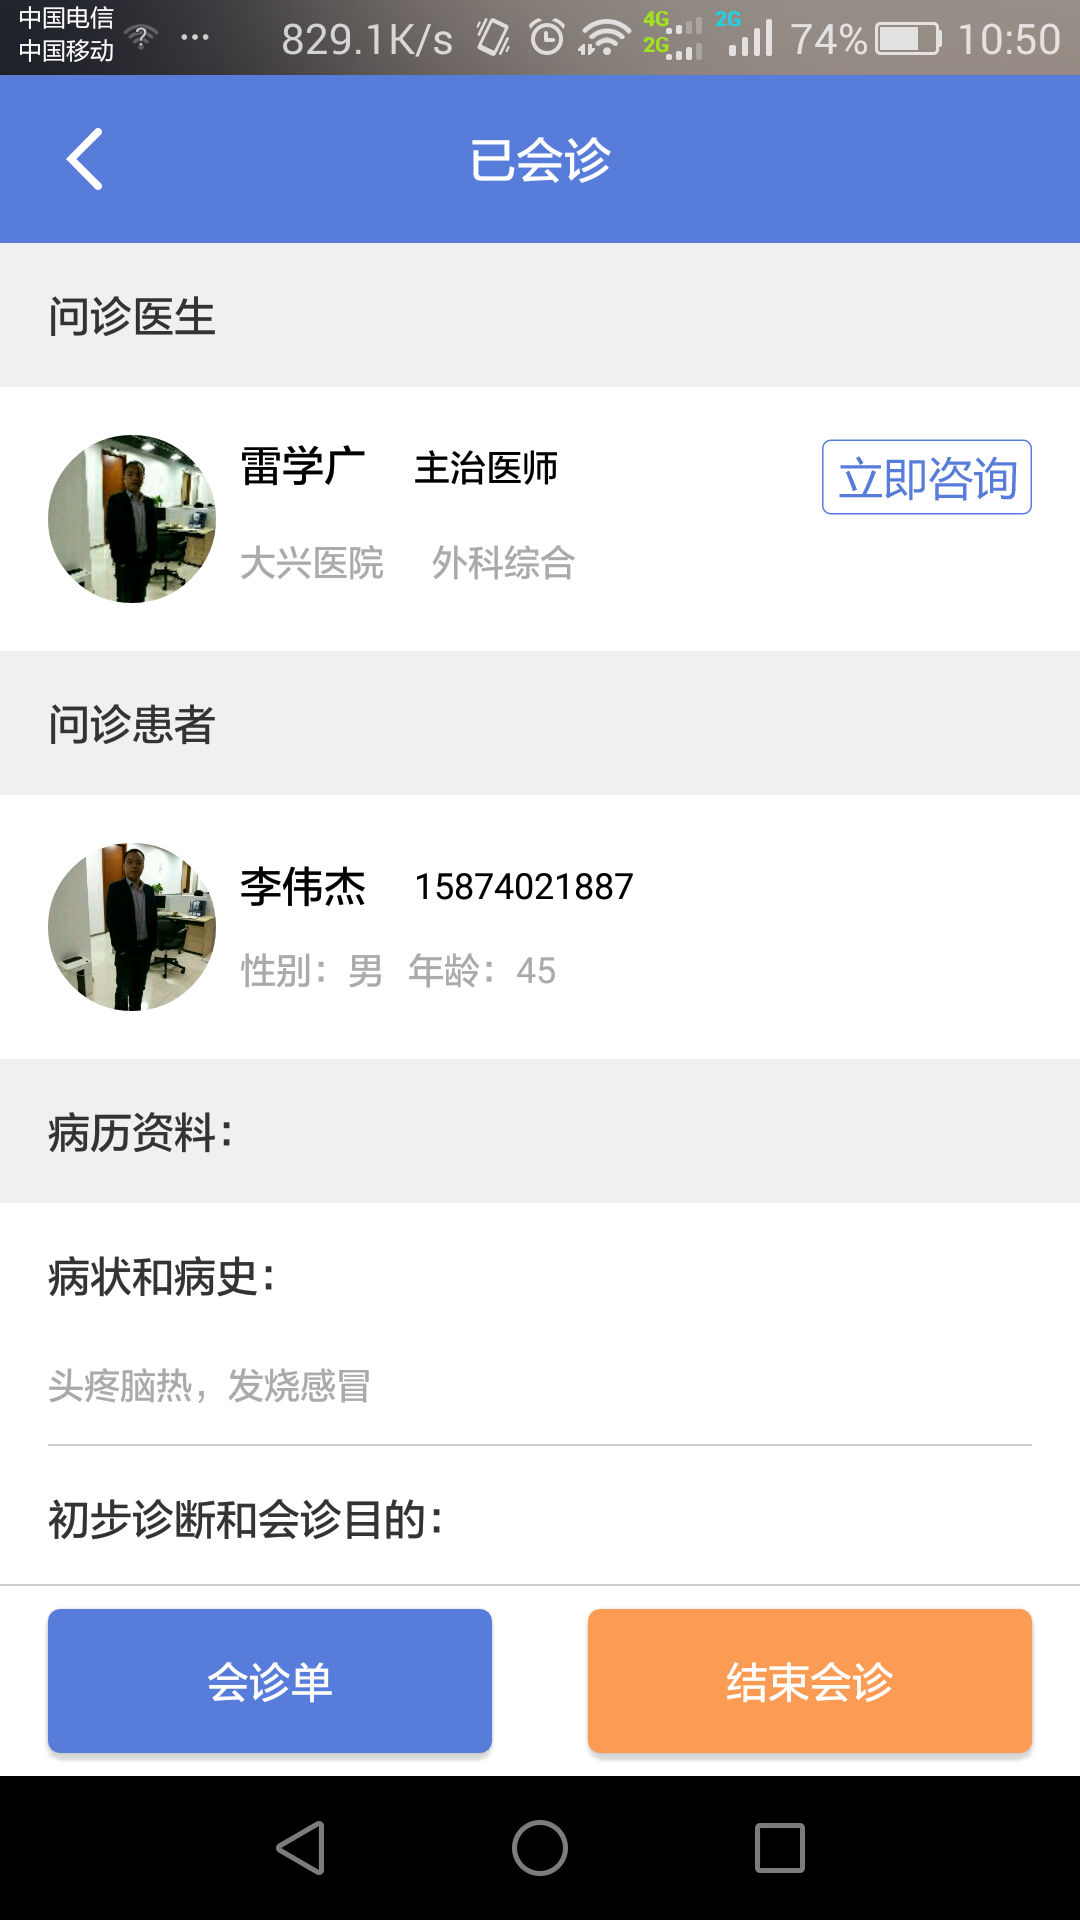 中国电信
中国移动
829.1K/s 4G 2G 2G 74% 10:50
已会诊
问诊医生
雷学广 主治医师
立即咨询
大兴医院 外科综合
问诊患者
李伟杰 15874021887
性别：男 年龄：45
病历资料：
病状和病史：
头疼脑热，发烧感冒
初步诊断和会诊目的：
会诊单 结束会诊